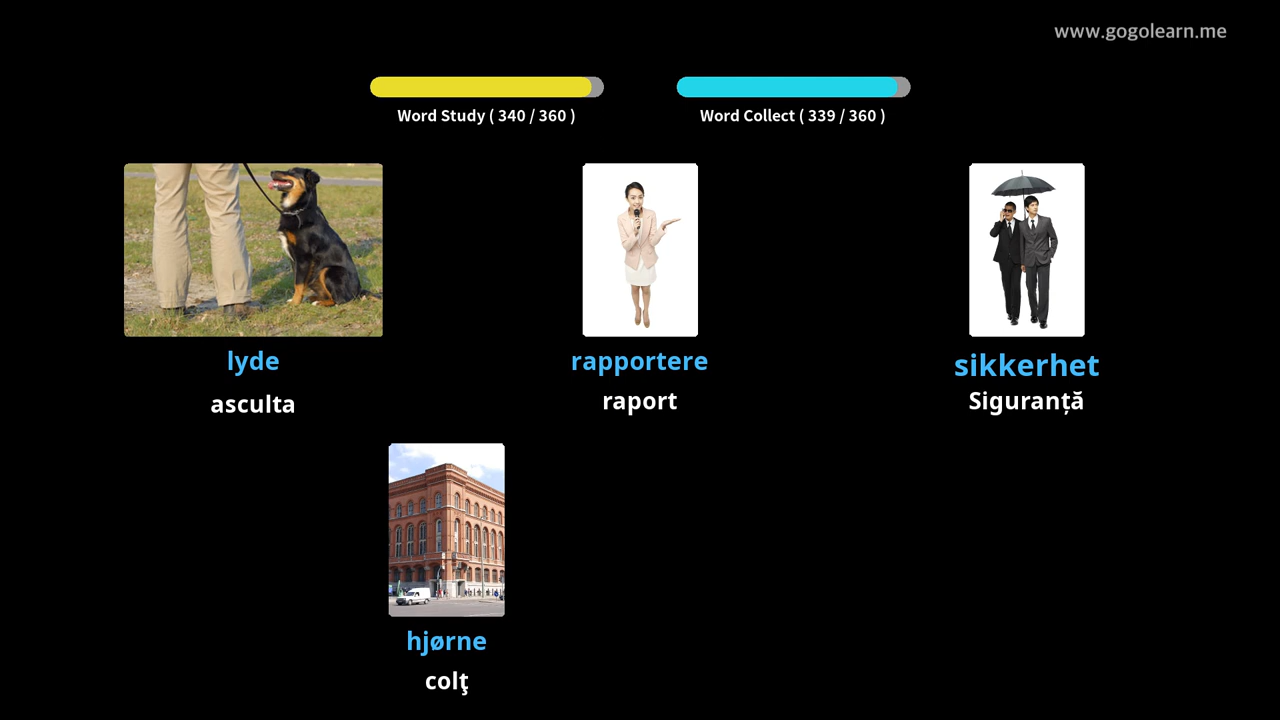 www.gogolearn.me
Word Study ( 340 / 360 )
Word Collect ( 339 / 360 )
lyde
asculta
rapportere
raport
sikkerhet
Siguranță
hjørne
colţ